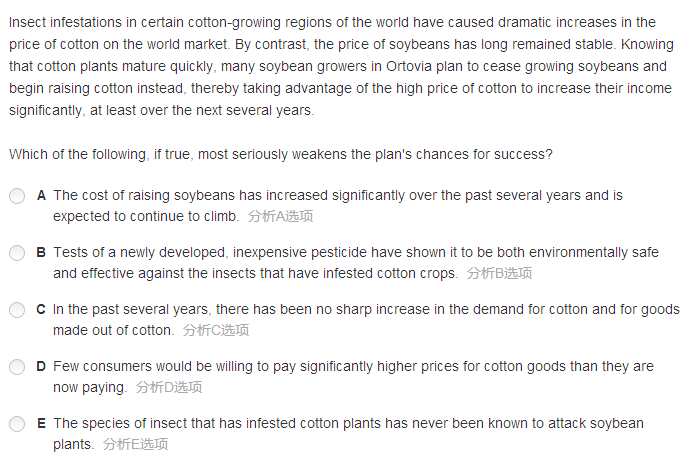 Insect infestations in certain cotton-growing regions of the world have caused dramatic increases in the
price of cotton on the world market. By contrast, the price of soybeans has long remained stable. Knowing
that cotton plants mature quickly, many soybean growers in Ortovia plan to cease growing soybeans and
begin raising cotton instead, thereby taking advantage of the high price of cotton to increase their income
significantly, at least over the next several years.
Which of the following, if true, most seriously weakens the plan's chances for success?
A The cost of raising soybeans has increased significantly over the past several years and is
expected to continue to climb. 分析A选项
B Tests of a newly developed, inexpensive pesticide have shown it to be both environmentally safe
and effective against the insects that have infested cotton crops. 分析B选项
C In the past several years, there has been no sharp increase in the demand for cotton and for goods
made out of cotton. 分析C选项
D Few consumers would be willing to pay significantly higher prices for cotton goods than they are
now paying. 分析D选项
E The species of insect that has infested cotton plants has never been known to attack soybean
plants. 分析E选项